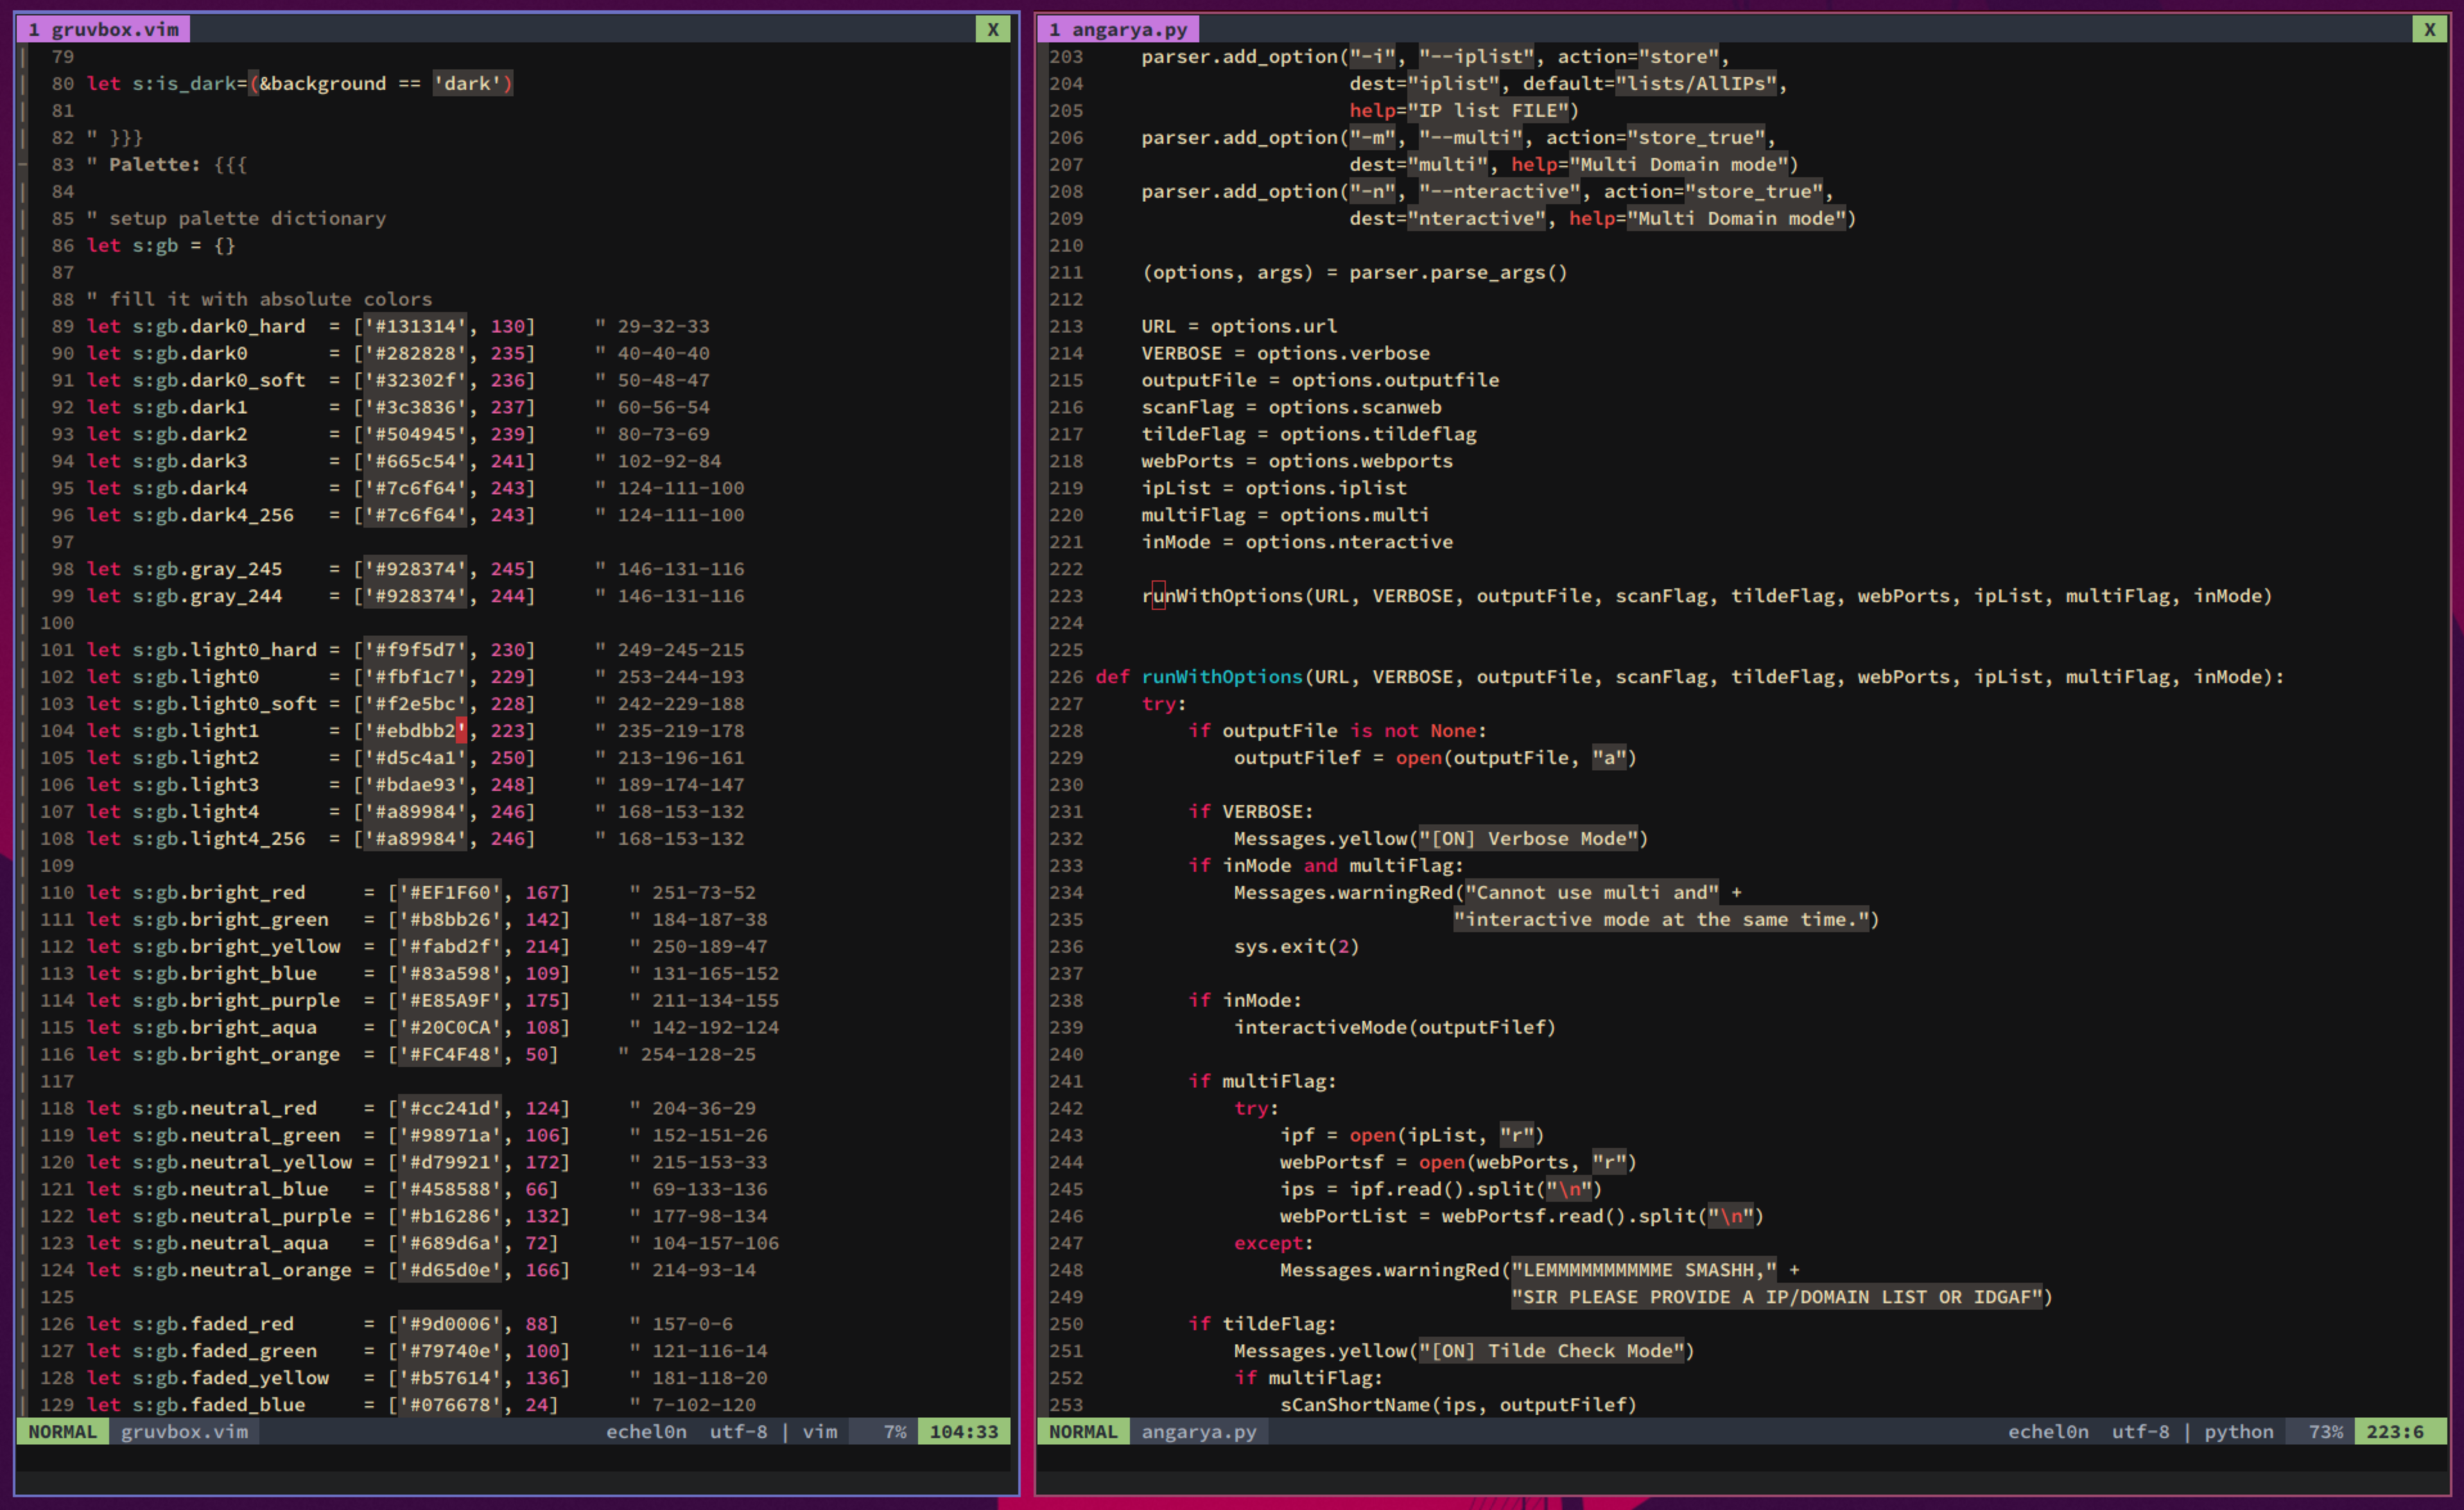 1 gruvbox.vim X
79
80 let s:is_dark=(&background == 'dark')
81
82 " }}}
83 " Palette: {{{
84
85 " setup palette dictionary
86 let s:gb = {}
87
88 " fill it with absolute colors
89 let s:gb.dark0_hard  = ['#131314', 130]     " 29-32-33
90 let s:gb.dark0       = ['#282828', 235]     " 40-40-40
91 let s:gb.dark0_soft  = ['#32302f', 236]     " 50-48-47
92 let s:gb.dark1       = ['#3c3836', 237]     " 60-56-54
93 let s:gb.dark2       = ['#504945', 239]     " 80-73-69
94 let s:gb.dark3       = ['#665c54', 241]     " 102-92-84
95 let s:gb.dark4       = ['#7c6f64', 243]     " 124-111-100
96 let s:gb.dark4_256   = ['#7c6f64', 243]     " 124-111-100
97
98 let s:gb.gray_245    = ['#928374', 245]     " 146-131-116
99 let s:gb.gray_244    = ['#928374', 244]     " 146-131-116
100
101 let s:gb.light0_hard = ['#f9f5d7', 230]     " 249-245-215
102 let s:gb.light0      = ['#fbf1c7', 229]     " 253-244-193
103 let s:gb.light0_soft = ['#f2e5bc', 228]     " 242-229-188
104 let s:gb.light1      = ['#ebdbb2', 223]     " 235-219-178
105 let s:gb.light2      = ['#d5c4a1', 250]     " 213-196-161
106 let s:gb.light3      = ['#bdae93', 248]     " 189-174-147
107 let s:gb.light4      = ['#a89984', 246]     " 168-153-132
108 let s:gb.light4_256  = ['#a89984', 246]     " 168-153-132
109
110 let s:gb.bright_red     = ['#EF1F60', 167]     " 251-73-52
111 let s:gb.bright_green   = ['#b8bb26', 142]     " 184-187-38
112 let s:gb.bright_yellow  = ['#fabd2f', 214]     " 250-189-47
113 let s:gb.bright_blue    = ['#83a598', 109]     " 131-165-152
114 let s:gb.bright_purple  = ['#E85A9F', 175]     " 211-134-155
115 let s:gb.bright_aqua    = ['#20C0CA', 108]     " 142-192-124
116 let s:gb.bright_orange  = ['#FC4F48', 50]     " 254-128-25
117
118 let s:gb.neutral_red    = ['#cc241d', 124]     " 204-36-29
119 let s:gb.neutral_green  = ['#98971a', 106]     " 152-151-26
120 let s:gb.neutral_yellow = ['#d79921', 172]     " 215-153-33
121 let s:gb.neutral_blue   = ['#458588', 66]      " 69-133-136
122 let s:gb.neutral_purple = ['#b16286', 132]     " 177-98-134
123 let s:gb.neutral_aqua   = ['#689d6a', 72]      " 104-157-106
124 let s:gb.neutral_orange = ['#d65d0e', 166]     " 214-93-14
125
126 let s:gb.faded_red      = ['#9d0006', 88]      " 157-0-6
127 let s:gb.faded_green    = ['#79740e', 100]     " 121-116-14
128 let s:gb.faded_yellow   = ['#b57614', 136]     " 181-118-20
129 let s:gb.faded_blue     = ['#076678', 24]      " 7-102-120
NORMAL gruvbox.vim echel0n utf-8 | vim 7% 104:33
1 angarya.py X
203     parser.add_option("-i", "--iplist", action="store",
204                       dest="iplist", default="lists/AllIPs",
205                       help="IP list FILE")
206     parser.add_option("-m", "--multi", action="store_true",
207                       dest="multi", help="Multi Domain mode")
208     parser.add_option("-n", "--nteractive", action="store_true",
209                       dest="nteractive", help="Multi Domain mode")
210
211     (options, args) = parser.parse_args()
212
213     URL = options.url
214     VERBOSE = options.verbose
215     outputFile = options.outputfile
216     scanFlag = options.scanweb
217     tildeFlag = options.tildeflag
218     webPorts = options.webports
219     ipList = options.iplist
220     multiFlag = options.multi
221     inMode = options.nteractive
222
223     runWithOptions(URL, VERBOSE, outputFile, scanFlag, tildeFlag, webPorts, ipList, multiFlag, inMode)
224
225
226 def runWithOptions(URL, VERBOSE, outputFile, scanFlag, tildeFlag, webPorts, ipList, multiFlag, inMode):
227     try:
228         if outputFile is not None:
229             outputFilef = open(outputFile, "a")
230
231         if VERBOSE:
232             Messages.yellow("[ON] Verbose Mode")
233         if inMode and multiFlag:
234             Messages.warningRed("Cannot use multi and" +
235                                "interactive mode at the same time.")
236             sys.exit(2)
237
238         if inMode:
239             interactiveMode(outputFilef)
240
241         if multiFlag:
242             try:
243                 ipf = open(ipList, "r")
244                 webPortsf = open(webPorts, "r")
245                 ips = ipf.read().split("\n")
246                 webPortList = webPortsf.read().split("\n")
247             except:
248                 Messages.warningRed("LEMMMMMMMMMME SMASHH," +
249                                     "SIR PLEASE PROVIDE A IP/DOMAIN LIST OR IDGAF")
250         if tildeFlag:
251             Messages.yellow("[ON] Tilde Check Mode")
252             if multiFlag:
253                 sCanShortName(ips, outputFilef)
NORMAL angarya.py echel0n utf-8 | python 73% 223:6